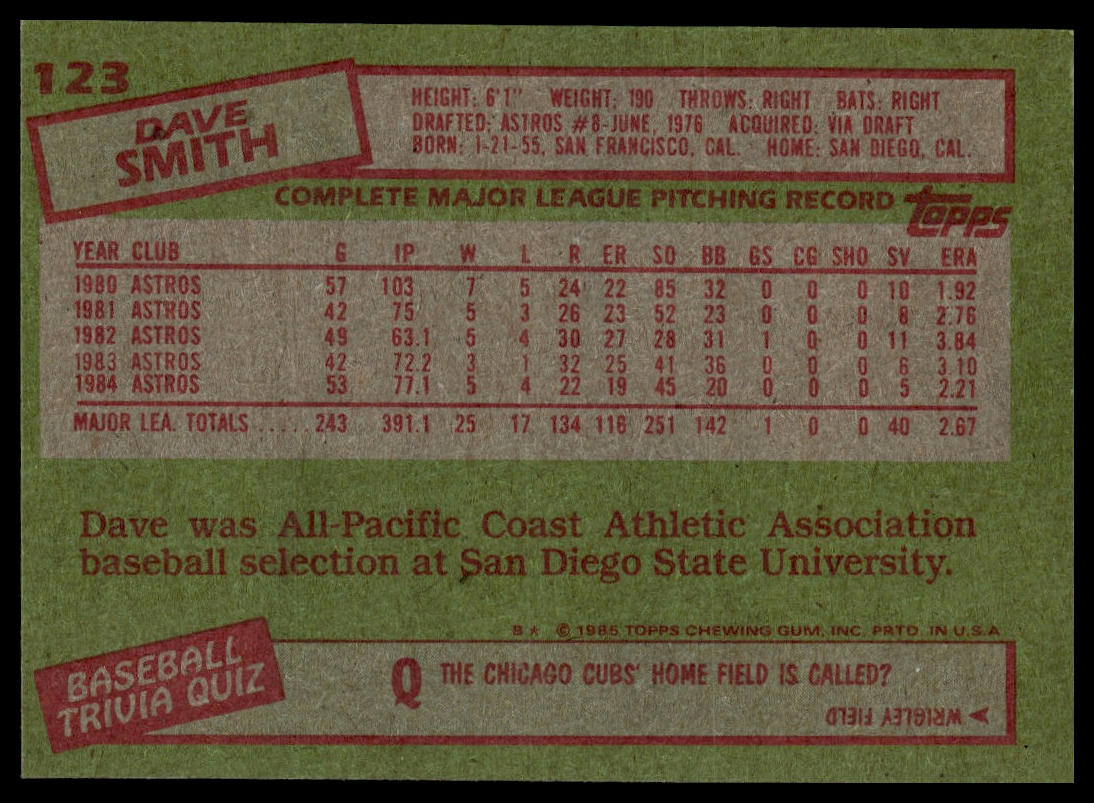 123
DAVE
SMITH
HEIGHT: 6'1" WEIGHT: 190 THROWS: RIGHT BATS: RIGHT
DRAFTED: ASTROS #8-JUNE, 1976 ACQUIRED: VIA DRAFT
BORN: 1-21-55, SAN FRANCISCO, CAL. HOME: SAN DIEGO, CAL.
COMPLETE MAJOR LEAGUE PITCHING RECORD topps
YEAR CLUB G IP W L R ER SO BB GS CG SHO SV ERA
1980 ASTROS 57 103 7 5 24 22 85 32 0 0 0 10 1.92
1981 ASTROS 42 75 5 3 26 23 52 23 0 0 0 8 2.76
1982 ASTROS 49 63.1 5 4 30 27 28 31 1 0 0 11 3.84
1983 ASTROS 42 72.2 3 1 32 25 41 36 0 0 0 6 3.10
1984 ASTROS 53 77.1 5 4 22 19 45 20 0 0 0 5 2.21
MAJOR LEA. TOTALS ..... 243 391.1 25 17 134 116 251 142 1 0 0 40 2.67
Dave was All-Pacific Coast Athletic Association
baseball selection at San Diego State University.
B* © 1985 TOPPS CHEWING GUM, INC. PRTD. IN U.S.A
BASEBALL
TRIVIA QUIZ
Q THE CHICAGO CUBS' HOME FIELD IS CALLED?
A WRIGLEY FIELD